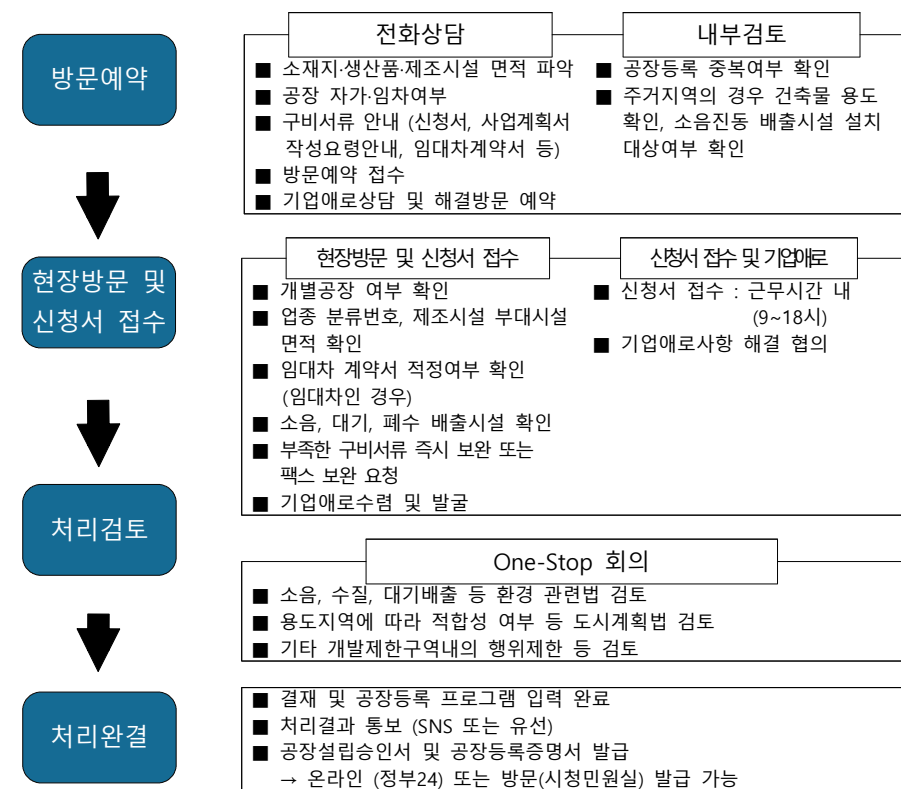 방문예약
전화상담
■ 소재지·생산품·제조시설 면적 파악
■ 공장 자가·임차여부
■ 구비서류 안내 (신청서, 사업계획서
작성요령안내, 임대차계약서 등)
■ 방문예약 접수
■ 기업애로상담 및 해결방문 예약
내부검토
■ 공장등록 중복여부 확인
■ 주거지역의 경우 건축물 용도
확인, 소음진동 배출시설 설치
대상여부 확인
현장방문 및
신청서 접수
현장방문 및 신청서 접수
■ 개별공장 여부 확인
■ 업종 분류번호, 제조시설 부대시설
면적 확인
■ 임대차 계약서 적정여부 확인
(임대차인 경우)
■ 소음, 대기, 폐수 배출시설 확인
■ 부족한 구비서류 즉시 보완 또는
팩스 보완 요청
■ 기업애로수렴 및 발굴
신청서 접수 및 기업애로
■ 신청서 접수 : 근무시간 내
(9~18시)
■ 기업애로사항 해결 협의
처리검토
One-Stop 회의
■ 소음, 수질, 대기배출 등 환경 관련법 검토
■ 용도지역에 따라 적합성 여부 등 도시계획법 검토
■ 기타 개발제한구역내의 행위제한 등 검토
처리완결
■ 결재 및 공장등록 프로그램 입력 완료
■ 처리결과 통보 (SNS 또는 유선)
■ 공장설립승인서 및 공장등록증명서 발급
→ 온라인 (정부24) 또는 방문(시청민원실) 발급 가능